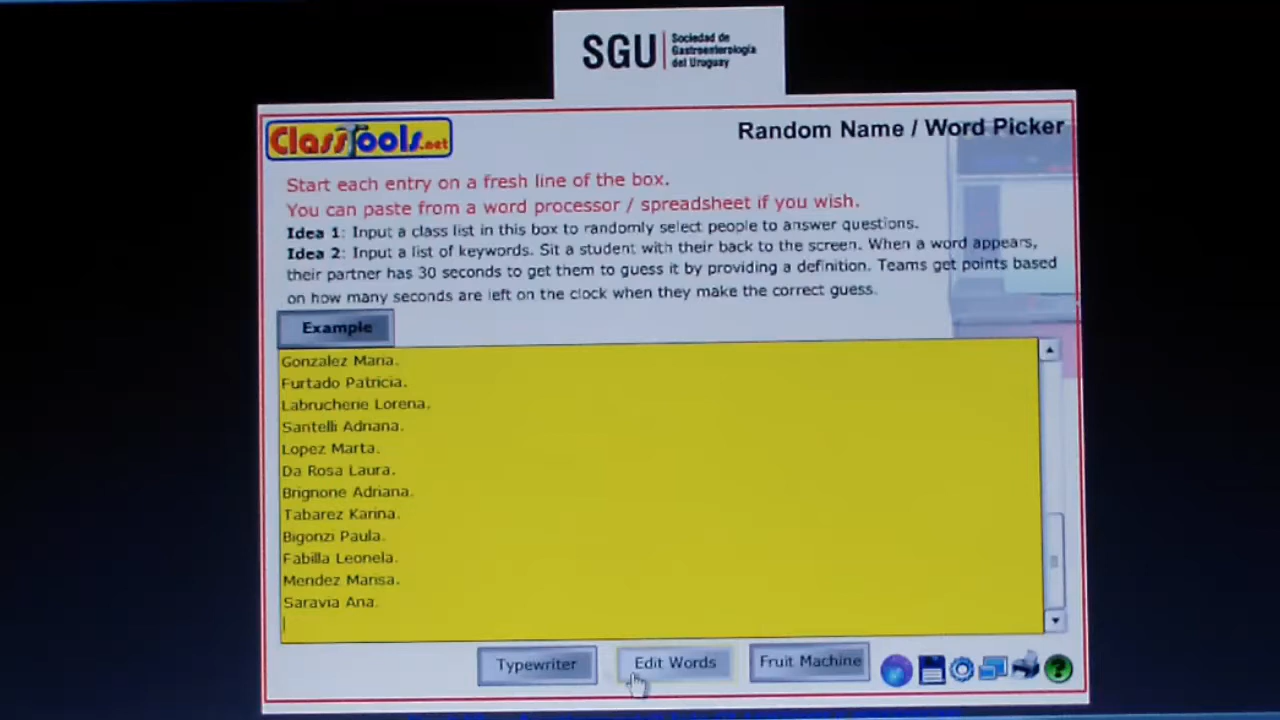 SGU
Sociedad de
Gastroenterología
del Uruguay
ClassTools.net
Random Name / Word Picker
Start each entry on a fresh line of the box.
You can paste from a word processor / spreadsheet if you wish.
Idea 1: Input a class list in this box to randomly select people to answer questions.
Idea 2: Input a list of keywords. Sit a student with their back to the screen. When a word appears,
their partner has 30 seconds to get them to guess it by providing a definition. Teams get points based
on how many seconds are left on the clock when they make the correct guess.
Example
Gonzalez Maria.
Furtado Patricia.
Labrucherie Lorena.
Santelli Adriana.
Lopez Marta.
Da Rosa Laura.
Brignone Adriana.
Tabarez Karina.
Bigonzi Paula.
Fabilla Leonela.
Mendez Marisa.
Saravia Ana.
Typewriter
Edit Words
Fruit Machine
?